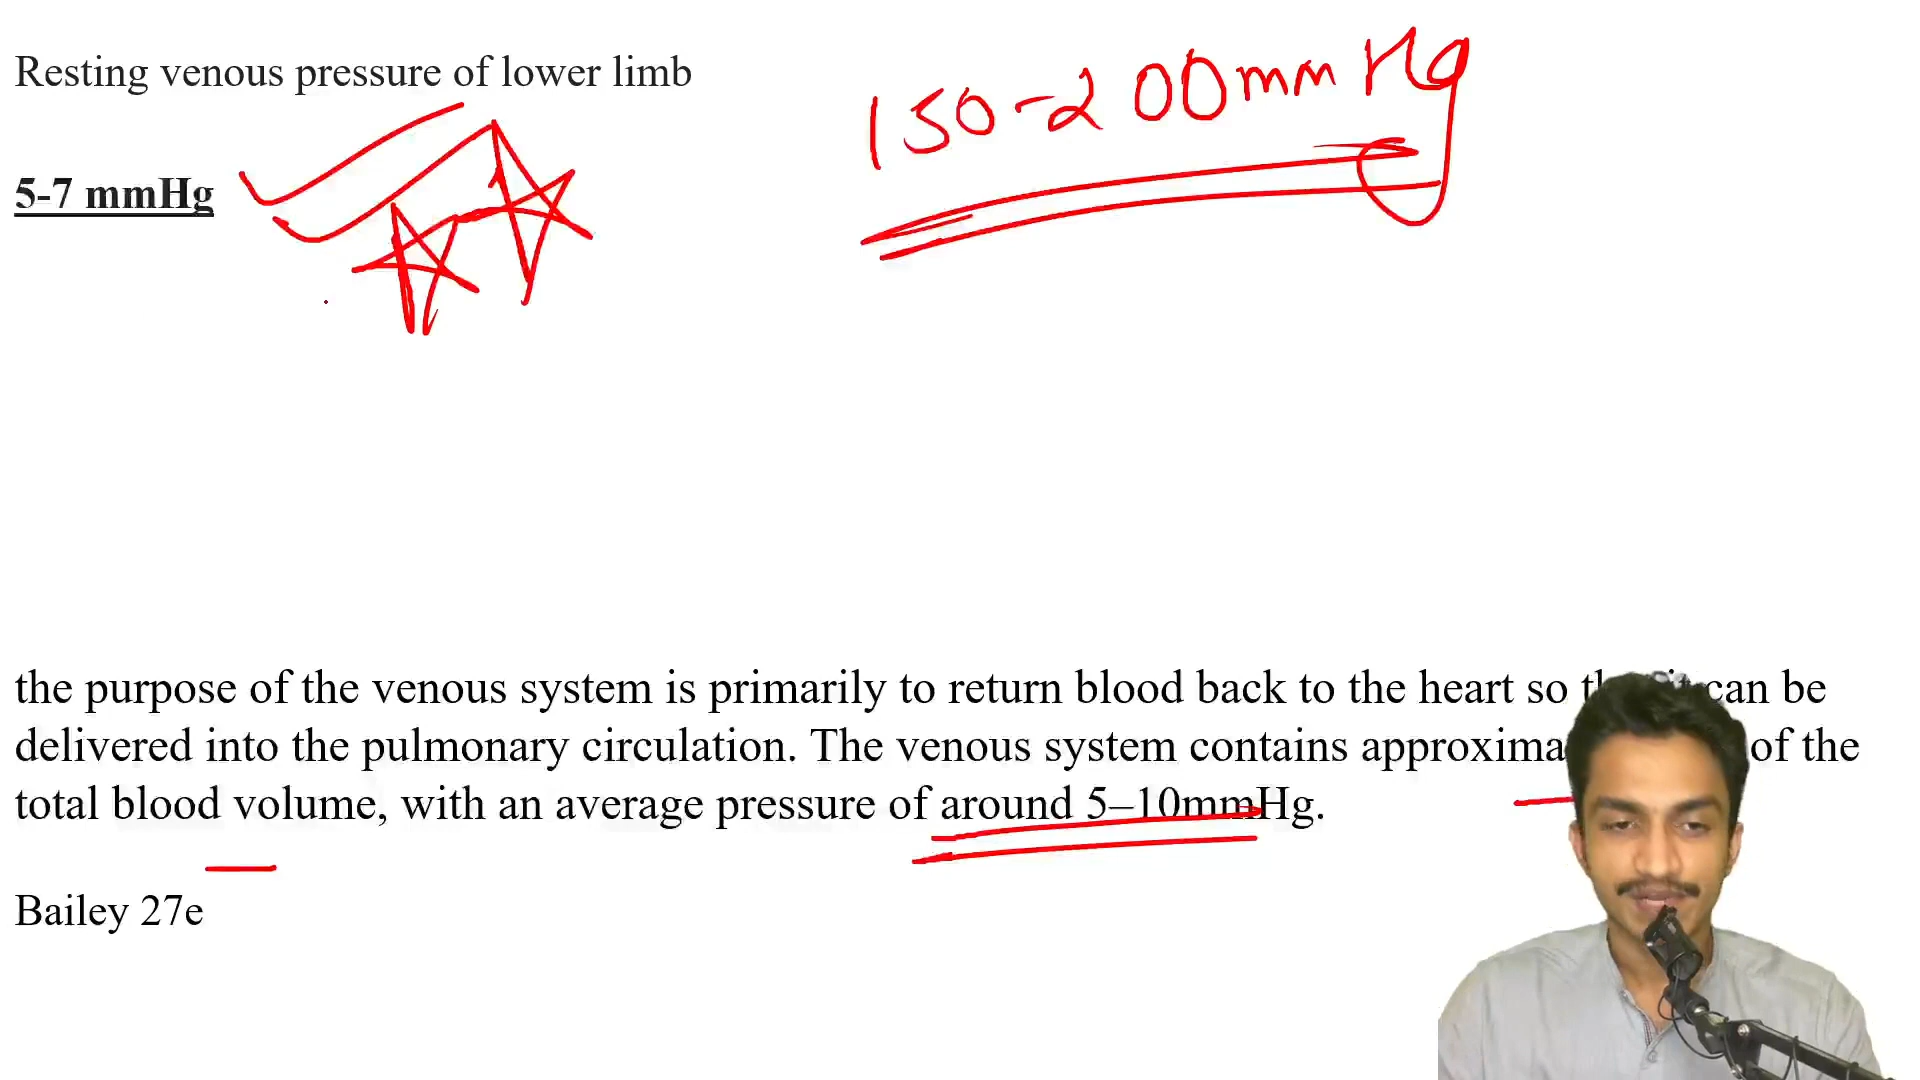 Resting venous pressure of lower limb
150-200mm Hg
5-7 mmHg
the purpose of the venous system is primarily to return blood back to the heart so can be
delivered into the pulmonary circulation. The venous system contains of the
total blood volume, with an average pressure of around 5–10mmHg.
Bailey 27e